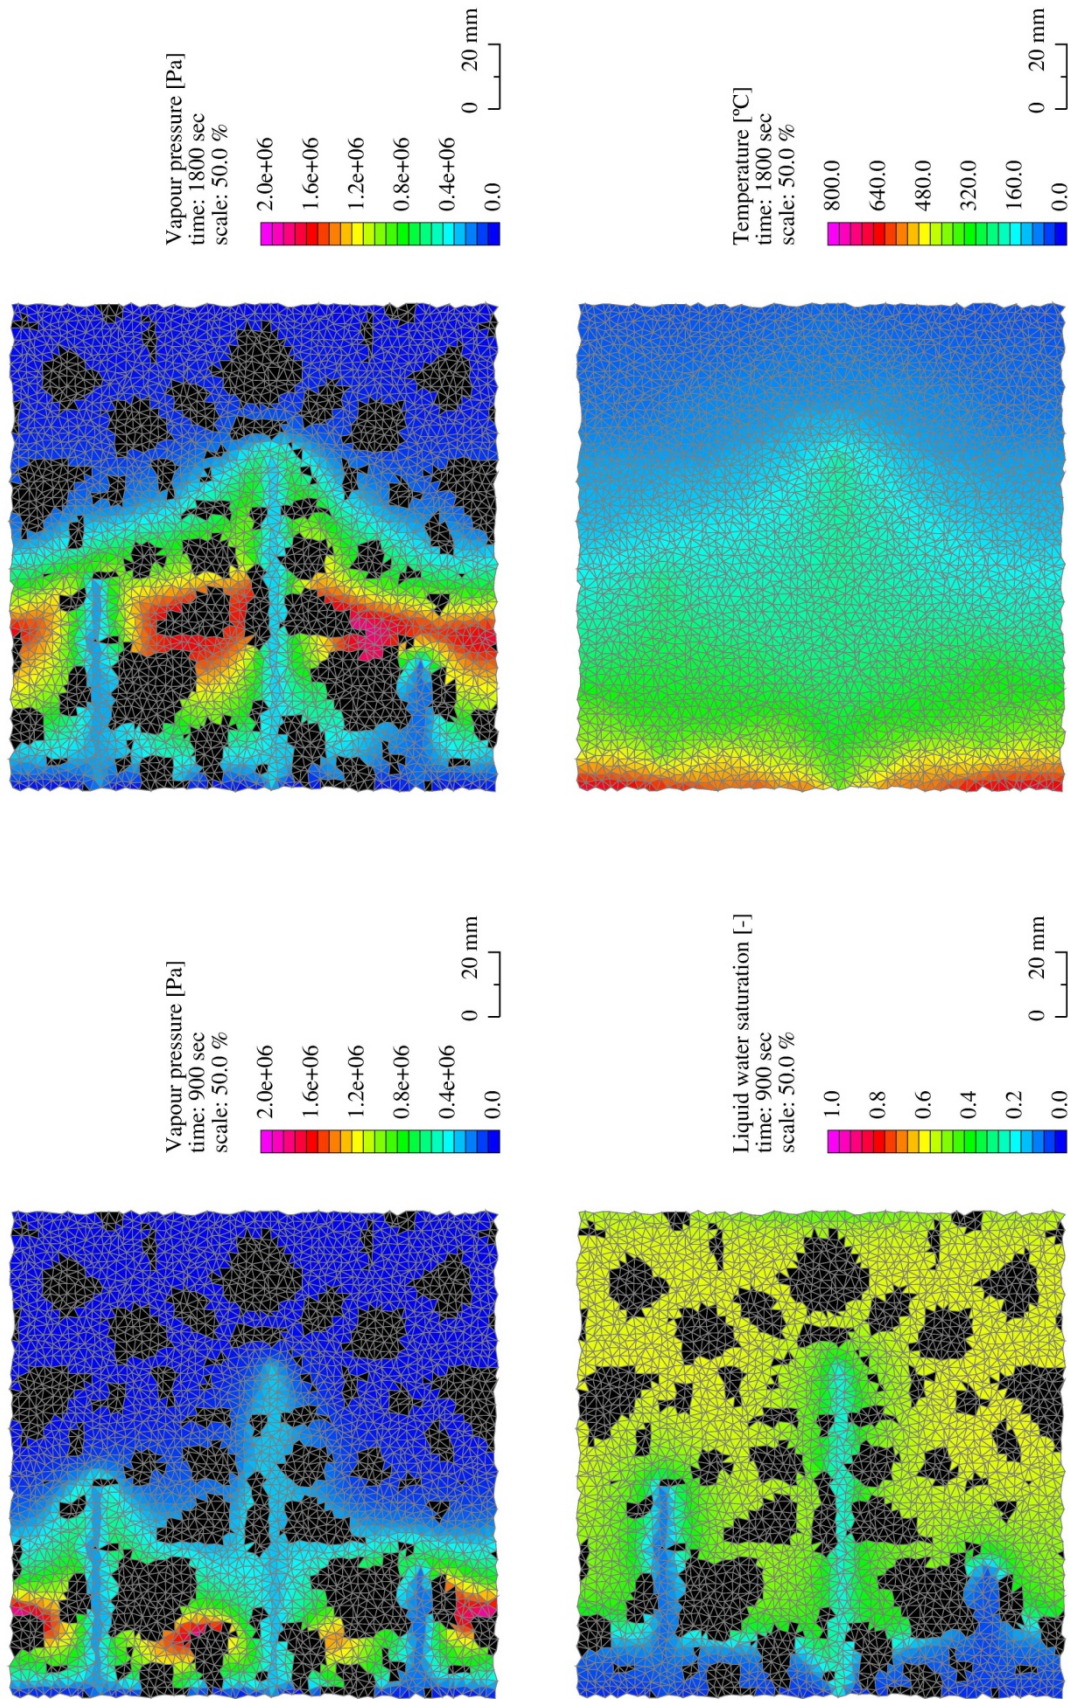 Vapour pressure [Pa]
time: 900 sec
scale: 50.0 %
2.0e+06
1.6e+06
1.2e+06
0.8e+06
0.4e+06
0.0
0 20 mm
Vapour pressure [Pa]
time: 1800 sec
scale: 50.0 %
2.0e+06
1.6e+06
1.2e+06
0.8e+06
0.4e+06
0.0
0 20 mm
Liquid water saturation [-]
time: 900 sec
scale: 50.0 %
1.0
0.8
0.6
0.4
0.2
0.0
0 20 mm
Temperature [ºC]
time: 1800 sec
scale: 50.0 %
800.0
640.0
480.0
320.0
160.0
0.0
0 20 mm